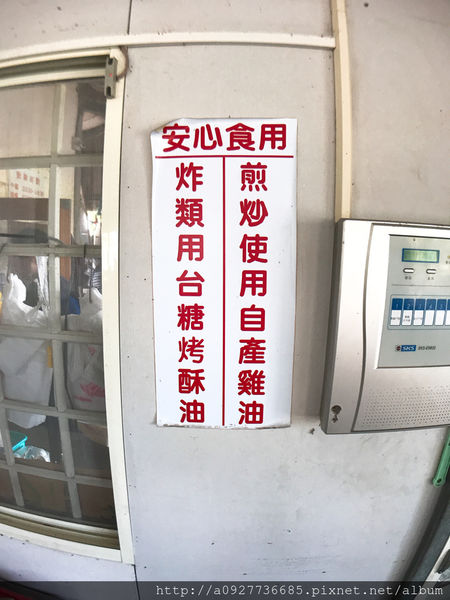 安心食用
煎炒使用自產雞油
炸類用台糖烤酥油
SKS
http://a0927736685.pixnet.net/album